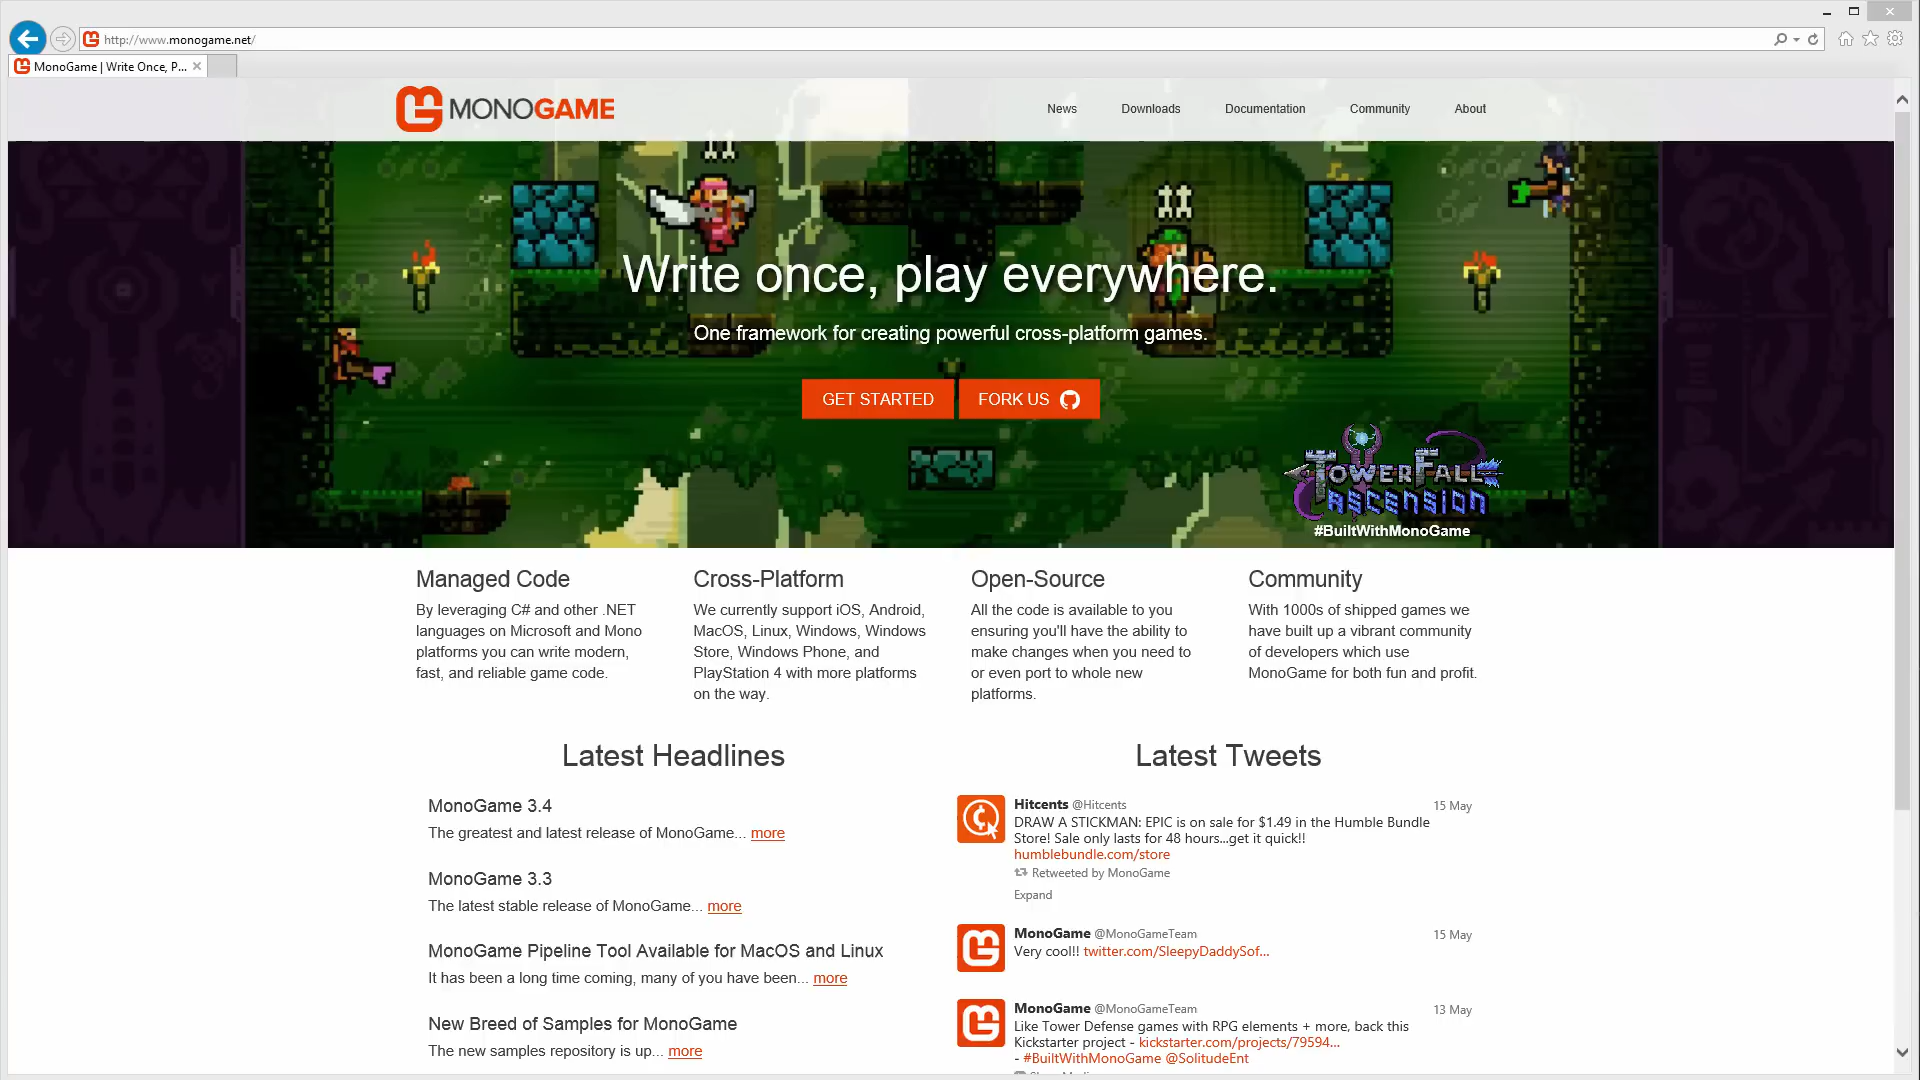 http://www.monogame.net/
MonoGame | Write Once, P...
MONOGAME
News
Downloads
Documentation
Community
About
Write once, play everywhere.
One framework for creating powerful cross-platform games.
GET STARTED
FORK US
TOWERFALL
ASCENSION
#BuiltWithMonoGame
Managed Code
By leveraging C# and other .NET
languages on Microsoft and Mono
platforms you can write modern,
fast, and reliable game code.
Cross-Platform
We currently support iOS, Android,
MacOS, Linux, Windows, Windows
Store, Windows Phone, and
PlayStation 4 with more platforms
on the way.
Open-Source
All the code is available to you
ensuring you'll have the ability to
make changes when you need to
or even port to whole new
platforms.
Community
With 1000s of shipped games we
have built up a vibrant community
of developers which use
MonoGame for both fun and profit.
Latest Headlines
MonoGame 3.4
The greatest and latest release of MonoGame... more
MonoGame 3.3
The latest stable release of MonoGame... more
MonoGame Pipeline Tool Available for MacOS and Linux
It has been a long time coming, many of you have been... more
New Breed of Samples for MonoGame
The new samples repository is up... more
Latest Tweets
Hitcents @Hitcents 15 May
DRAW A STICKMAN: EPIC is on sale for $1.49 in the Humble Bundle
Store! Sale only lasts for 48 hours...get it quick!!
humblebundle.com/store
Retweeted by MonoGame
Expand
MonoGame @MonoGameTeam 15 May
Very cool!! twitter.com/SleepyDaddySof...
MonoGame @MonoGameTeam 13 May
Like Tower Defense games with RPG elements + more, back this
Kickstarter project - kickstarter.com/projects/79594...
- #BuiltWithMonoGame @SolitudeEnt